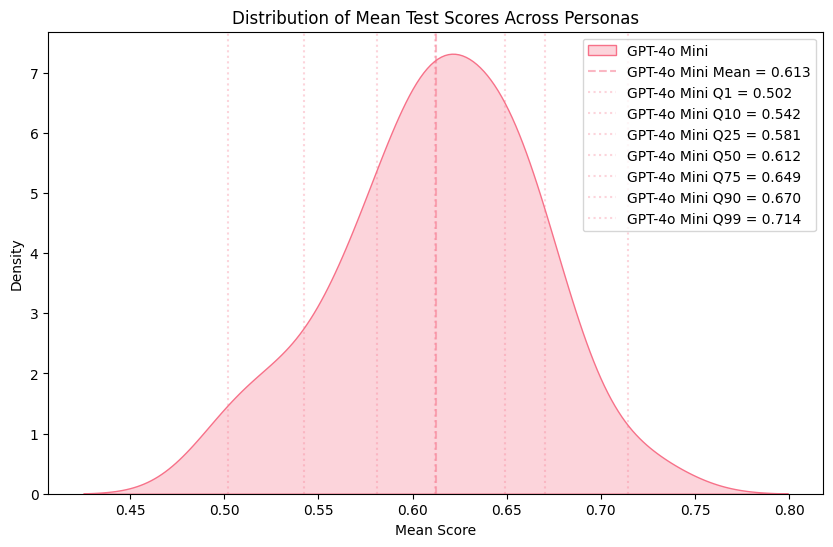 Distribution of Mean Test Scores Across Personas
GPT-4o Mini
GPT-4o Mini Mean = 0.613
GPT-4o Mini Q1 = 0.502
GPT-4o Mini Q10 = 0.542
GPT-4o Mini Q25 = 0.581
GPT-4o Mini Q50 = 0.612
GPT-4o Mini Q75 = 0.649
GPT-4o Mini Q90 = 0.670
GPT-4o Mini Q99 = 0.714
Density
7
6
5
4
3
2
1
0
0.45 0.50 0.55 0.60 0.65 0.70 0.75 0.80
Mean Score